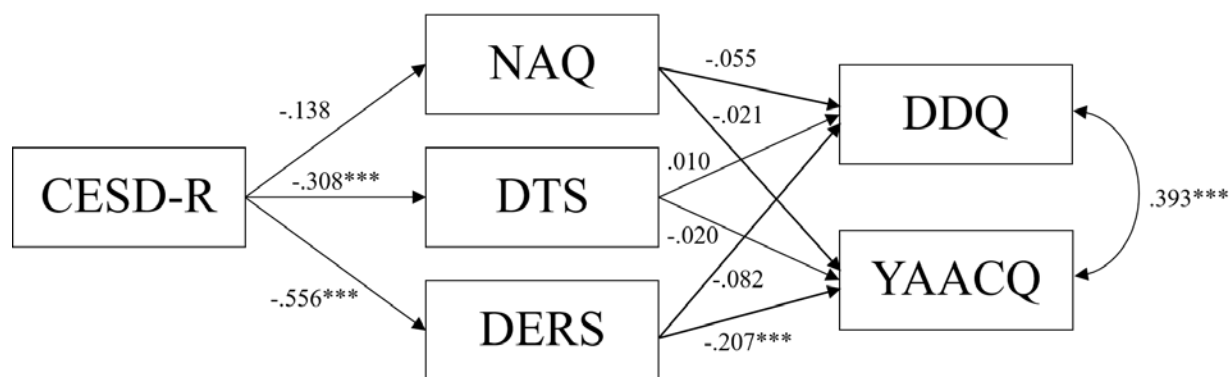 NAQ
-.055
DDQ
-.138
-.021
CESD-R
-.308***
DTS
.010
.393***
-.020
YAACQ
-.556***
-.082
DERS
-.207***